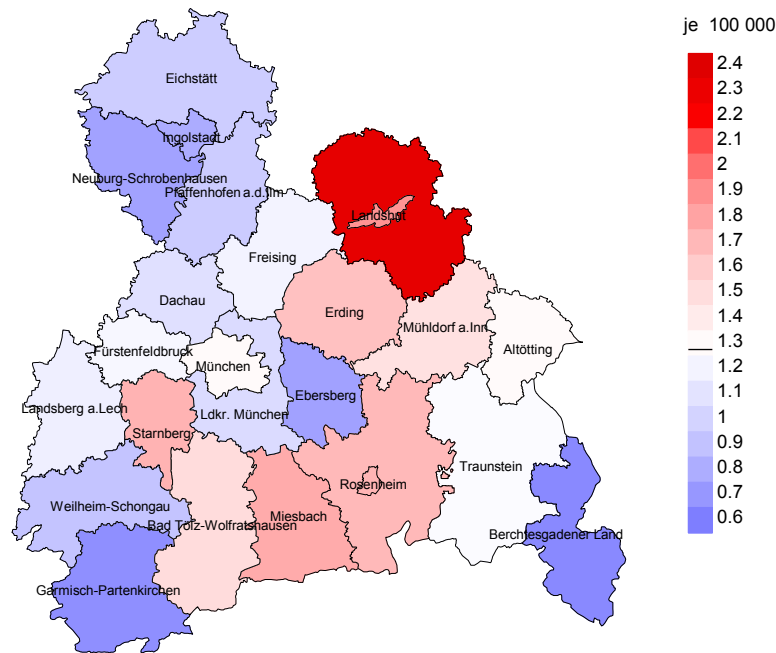 je 100 000
2.4
2.3
2.2
2.1
2
1.9
1.8
1.7
1.6
1.5
1.4
1.3
1.2
1.1
1
0.9
0.8
0.7
0.6
Eichstätt
Ingolstadt
Neuburg-Schrobenhausen
Pfaffenhofen a.d.Ilm
Landshut
Freising
Dachau
Erding
Mühldorf a.Inn
Altötting
Fürstenfeldbruck
München
Ebersberg
Landsberg a.Lech
Ldkr. München
Starnberg
Traunstein
Rosenheim
Weilheim-Schongau
Miesbach
Bad Tölz-Wolfratshausen
Berchtesgadener Land
Garmisch-Partenkirchen